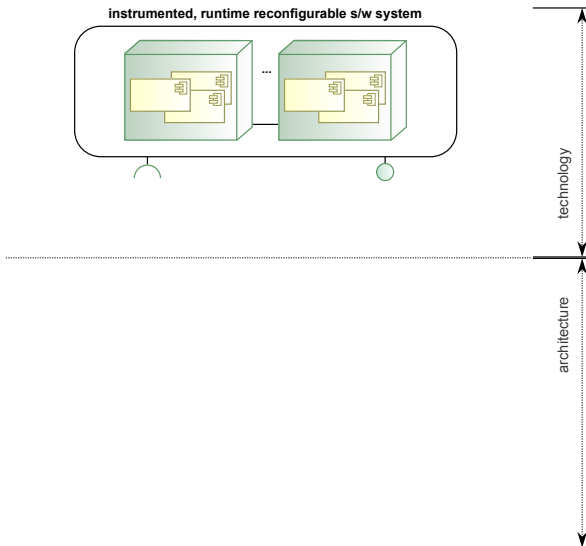 instrumented, runtime reconfigurable s/w system
...
technology
architecture